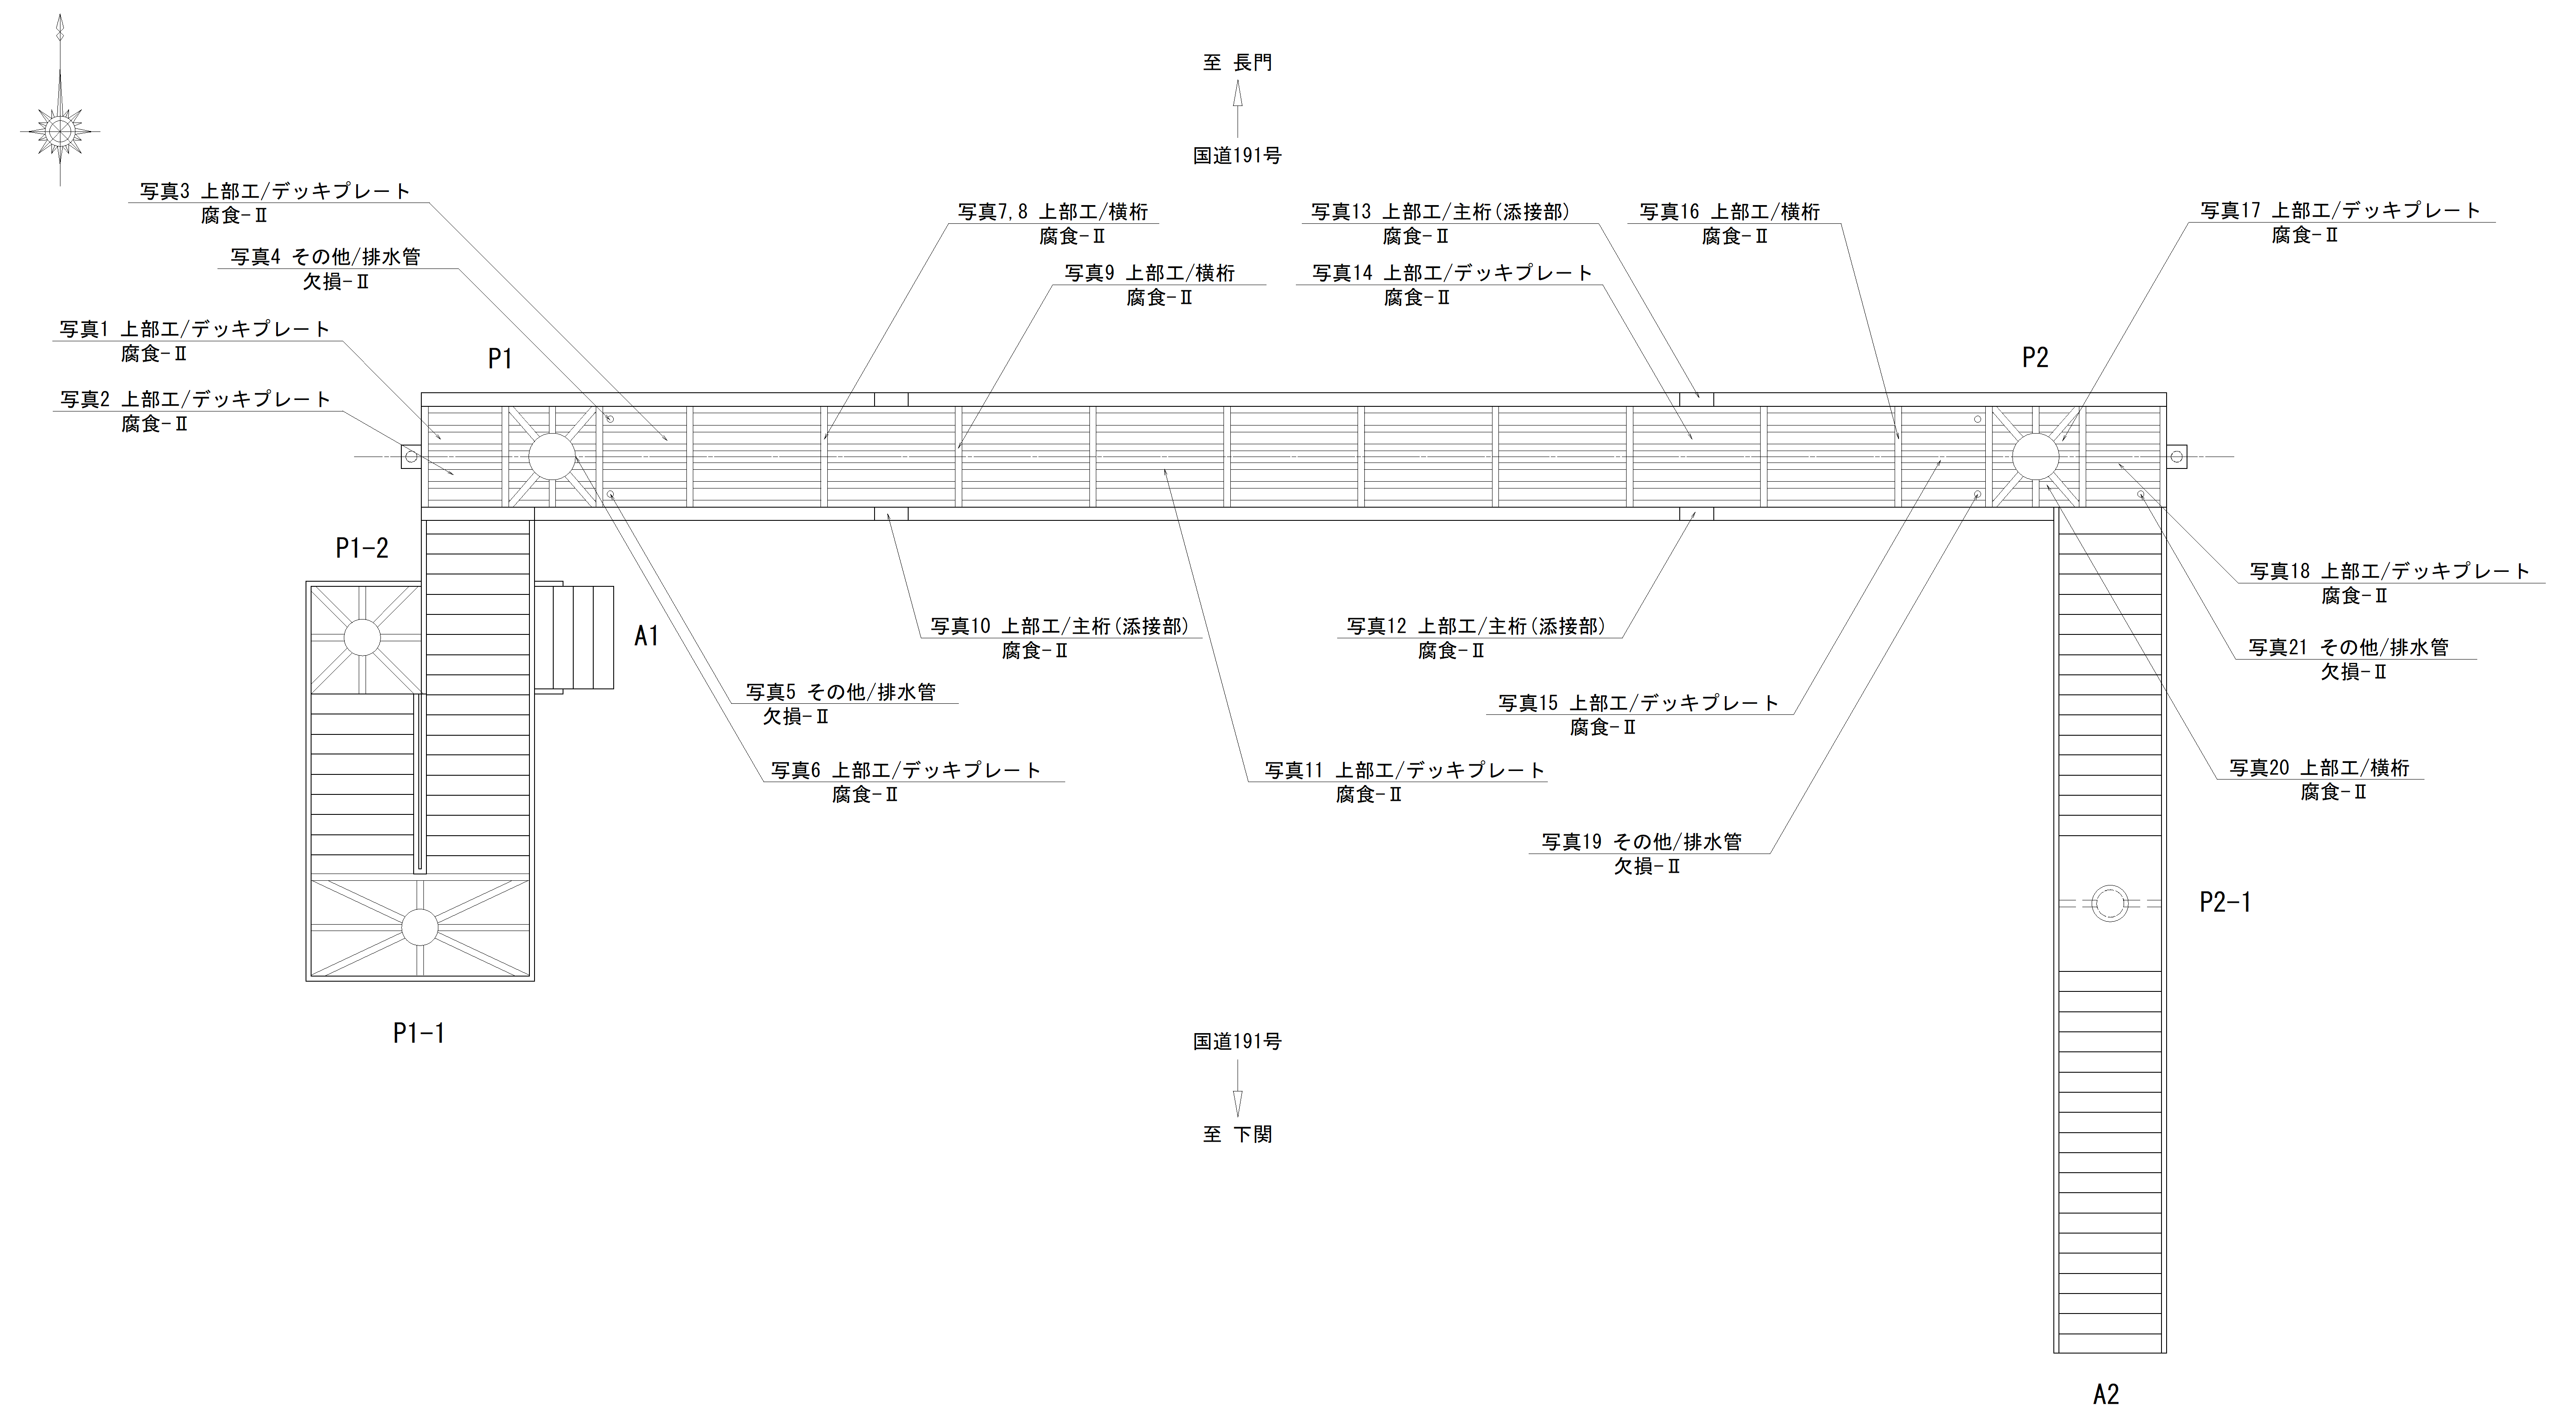 至 長門
国道191号
写真3 上部工/デッキプレート
腐食-Ⅱ
写真4 その他/排水管
欠損-Ⅱ
写真1 上部工/デッキプレート
腐食-Ⅱ
写真2 上部工/デッキプレート
腐食-Ⅱ
写真7,8 上部工/横桁
腐食-Ⅱ
写真9 上部工/横桁
腐食-Ⅱ
写真13 上部工/主桁(添接部)
腐食-Ⅱ
写真14 上部工/デッキプレート
腐食-Ⅱ
写真16 上部工/横桁
腐食-Ⅱ
写真17 上部工/デッキプレート
腐食-Ⅱ
P1
P2
P1-2
A1
写真10 上部工/主桁(添接部)
腐食-Ⅱ
写真12 上部工/主桁(添接部)
腐食-Ⅱ
写真18 上部工/デッキプレート
腐食-Ⅱ
写真21 その他/排水管
欠損-Ⅱ
写真5 その他/排水管
欠損-Ⅱ
写真15 上部工/デッキプレート
腐食-Ⅱ
写真6 上部工/デッキプレート
腐食-Ⅱ
写真11 上部工/デッキプレート
腐食-Ⅱ
写真20 上部工/横桁
腐食-Ⅱ
写真19 その他/排水管
欠損-Ⅱ
P2-1
P1-1
国道191号
至 下関
A2